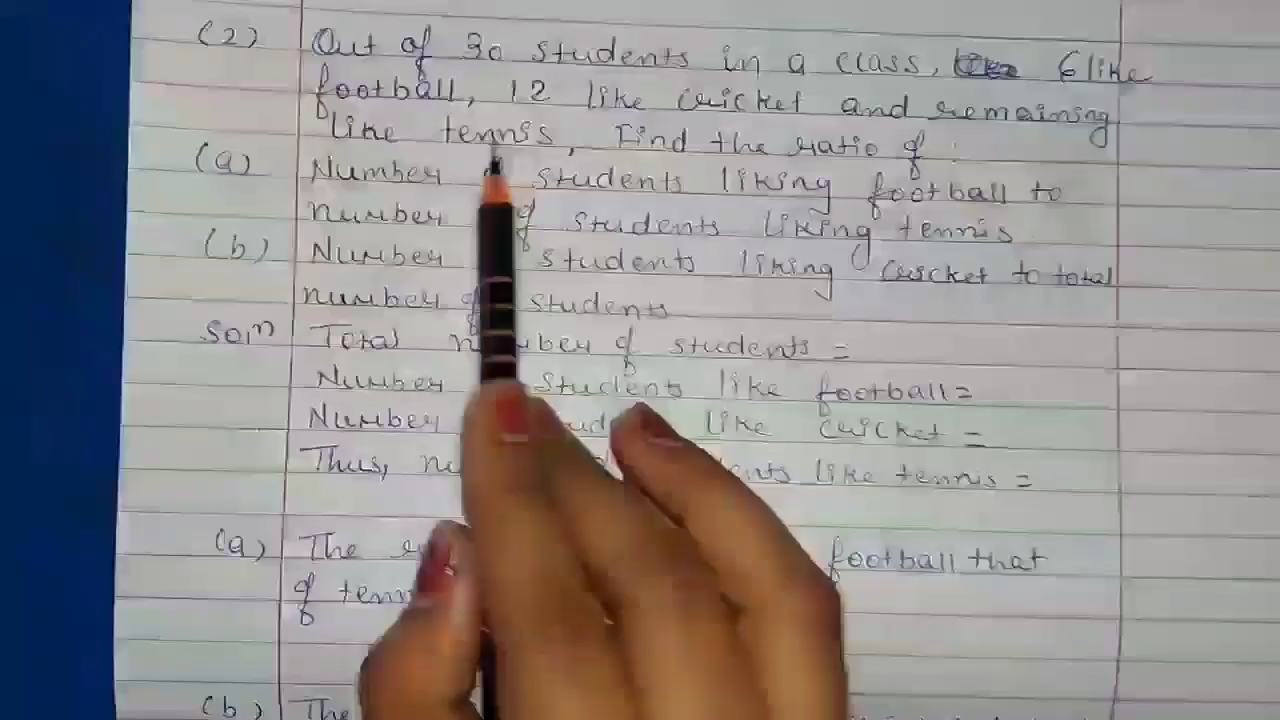 (2) Out of 30 students in a class, 6 like
football, 12 like cricket and remaining
like tennis, Find the ratio of :
(a) Number students liking football to
number of students liking tennis
(b) Number students liking cricket to total
number of students
Soln Total number of students =
Number students like football =
Number like cricket =
Thus, like tennis =
(a) The football that
of
(b) The